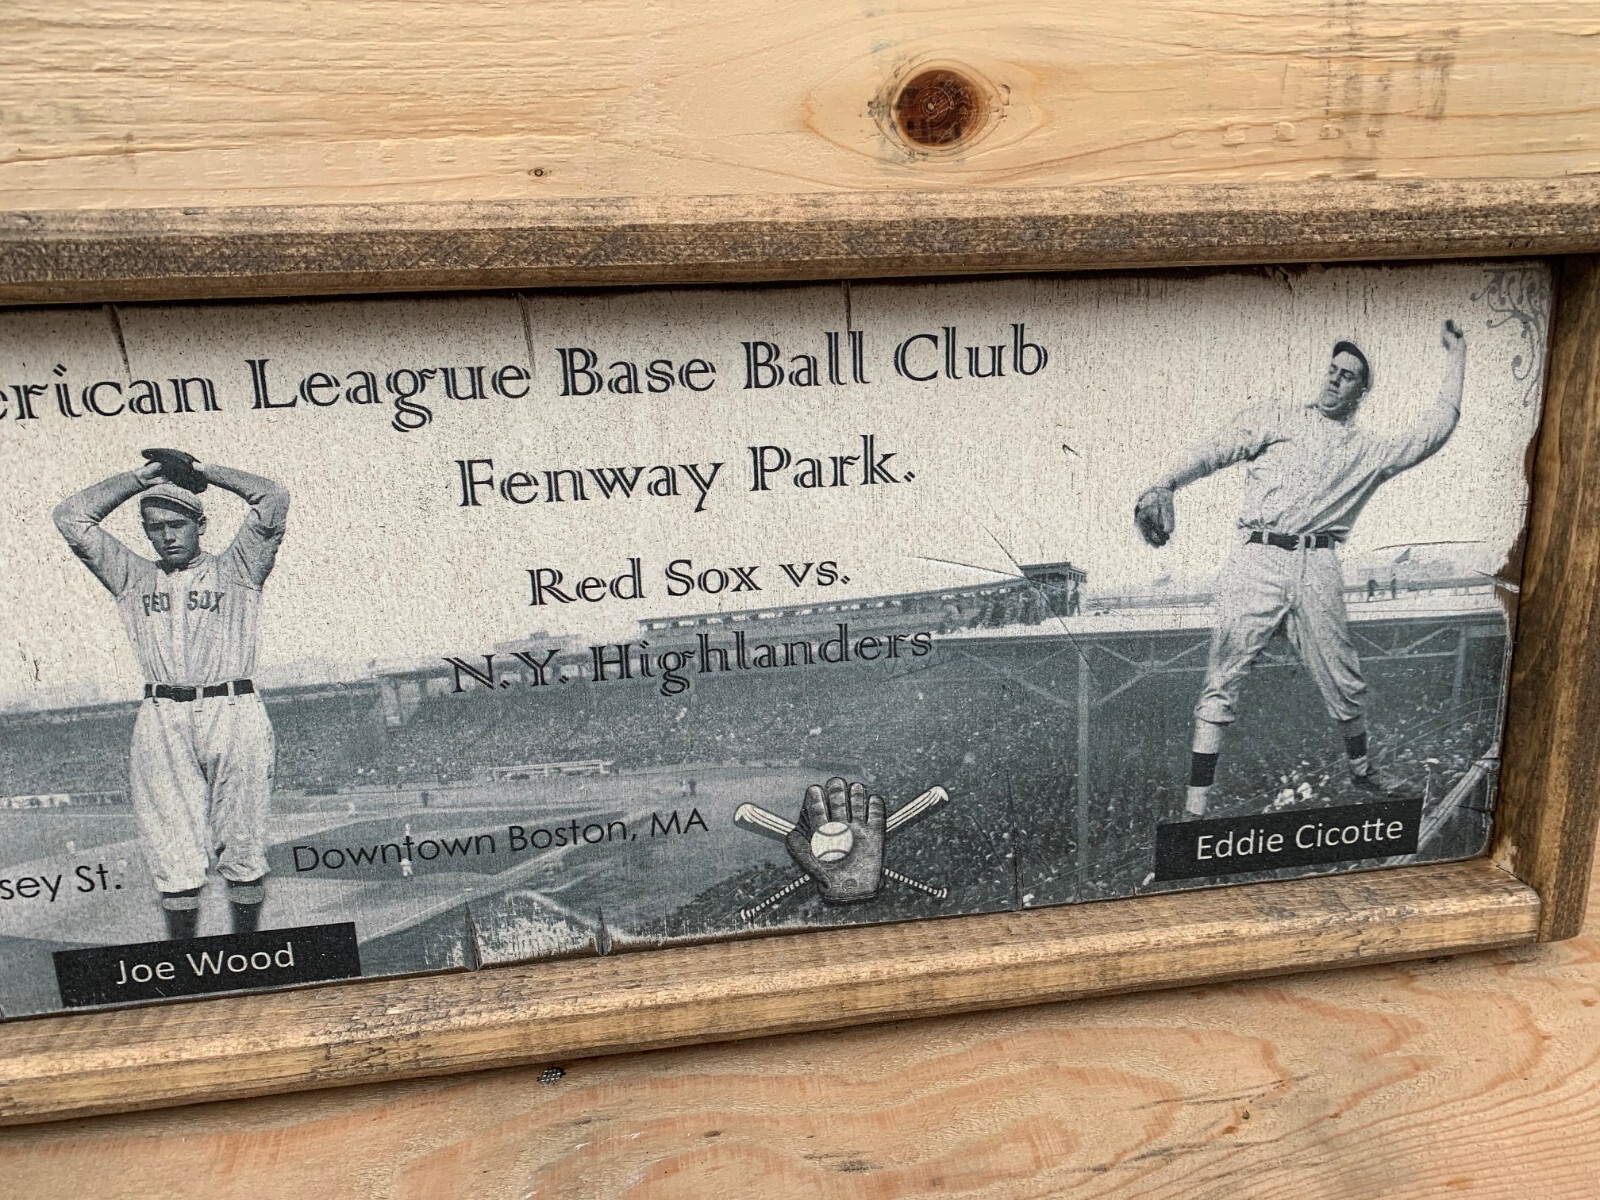 erican League Base Ball Club
Fenway Park.
Red Sox vs.
N.Y. Highlanders
RED SOX
Downtown Boston, MA
sey St.
Joe Wood
Eddie Cicotte